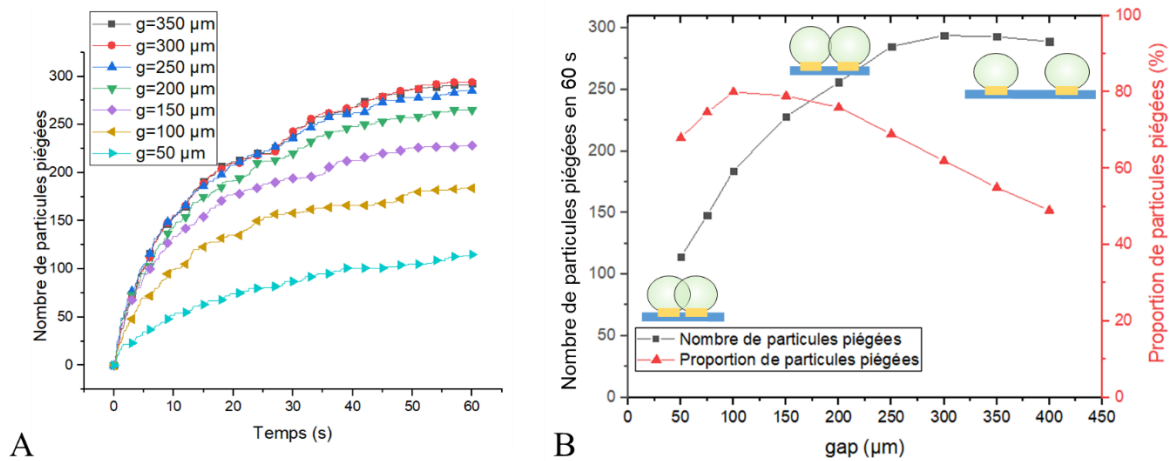 g=350 µm
g=300 µm
g=250 µm
g=200 µm
g=150 µm
g=100 µm
g=50 µm
Nombre de particules piégées
300
250
200
150
100
50
0
0 10 20 30 40 50 60
Temps (s)
A
Nombre de particules piégées en 60 s
300
250
200
150
300
50
0
Nombre de particules piégées
Proportion de particules piégées
0 50 100 150 200 250 300 350 400 450
gap (µm)
100
80
60
40
20
0
Proportion de particules piégées (%)
B